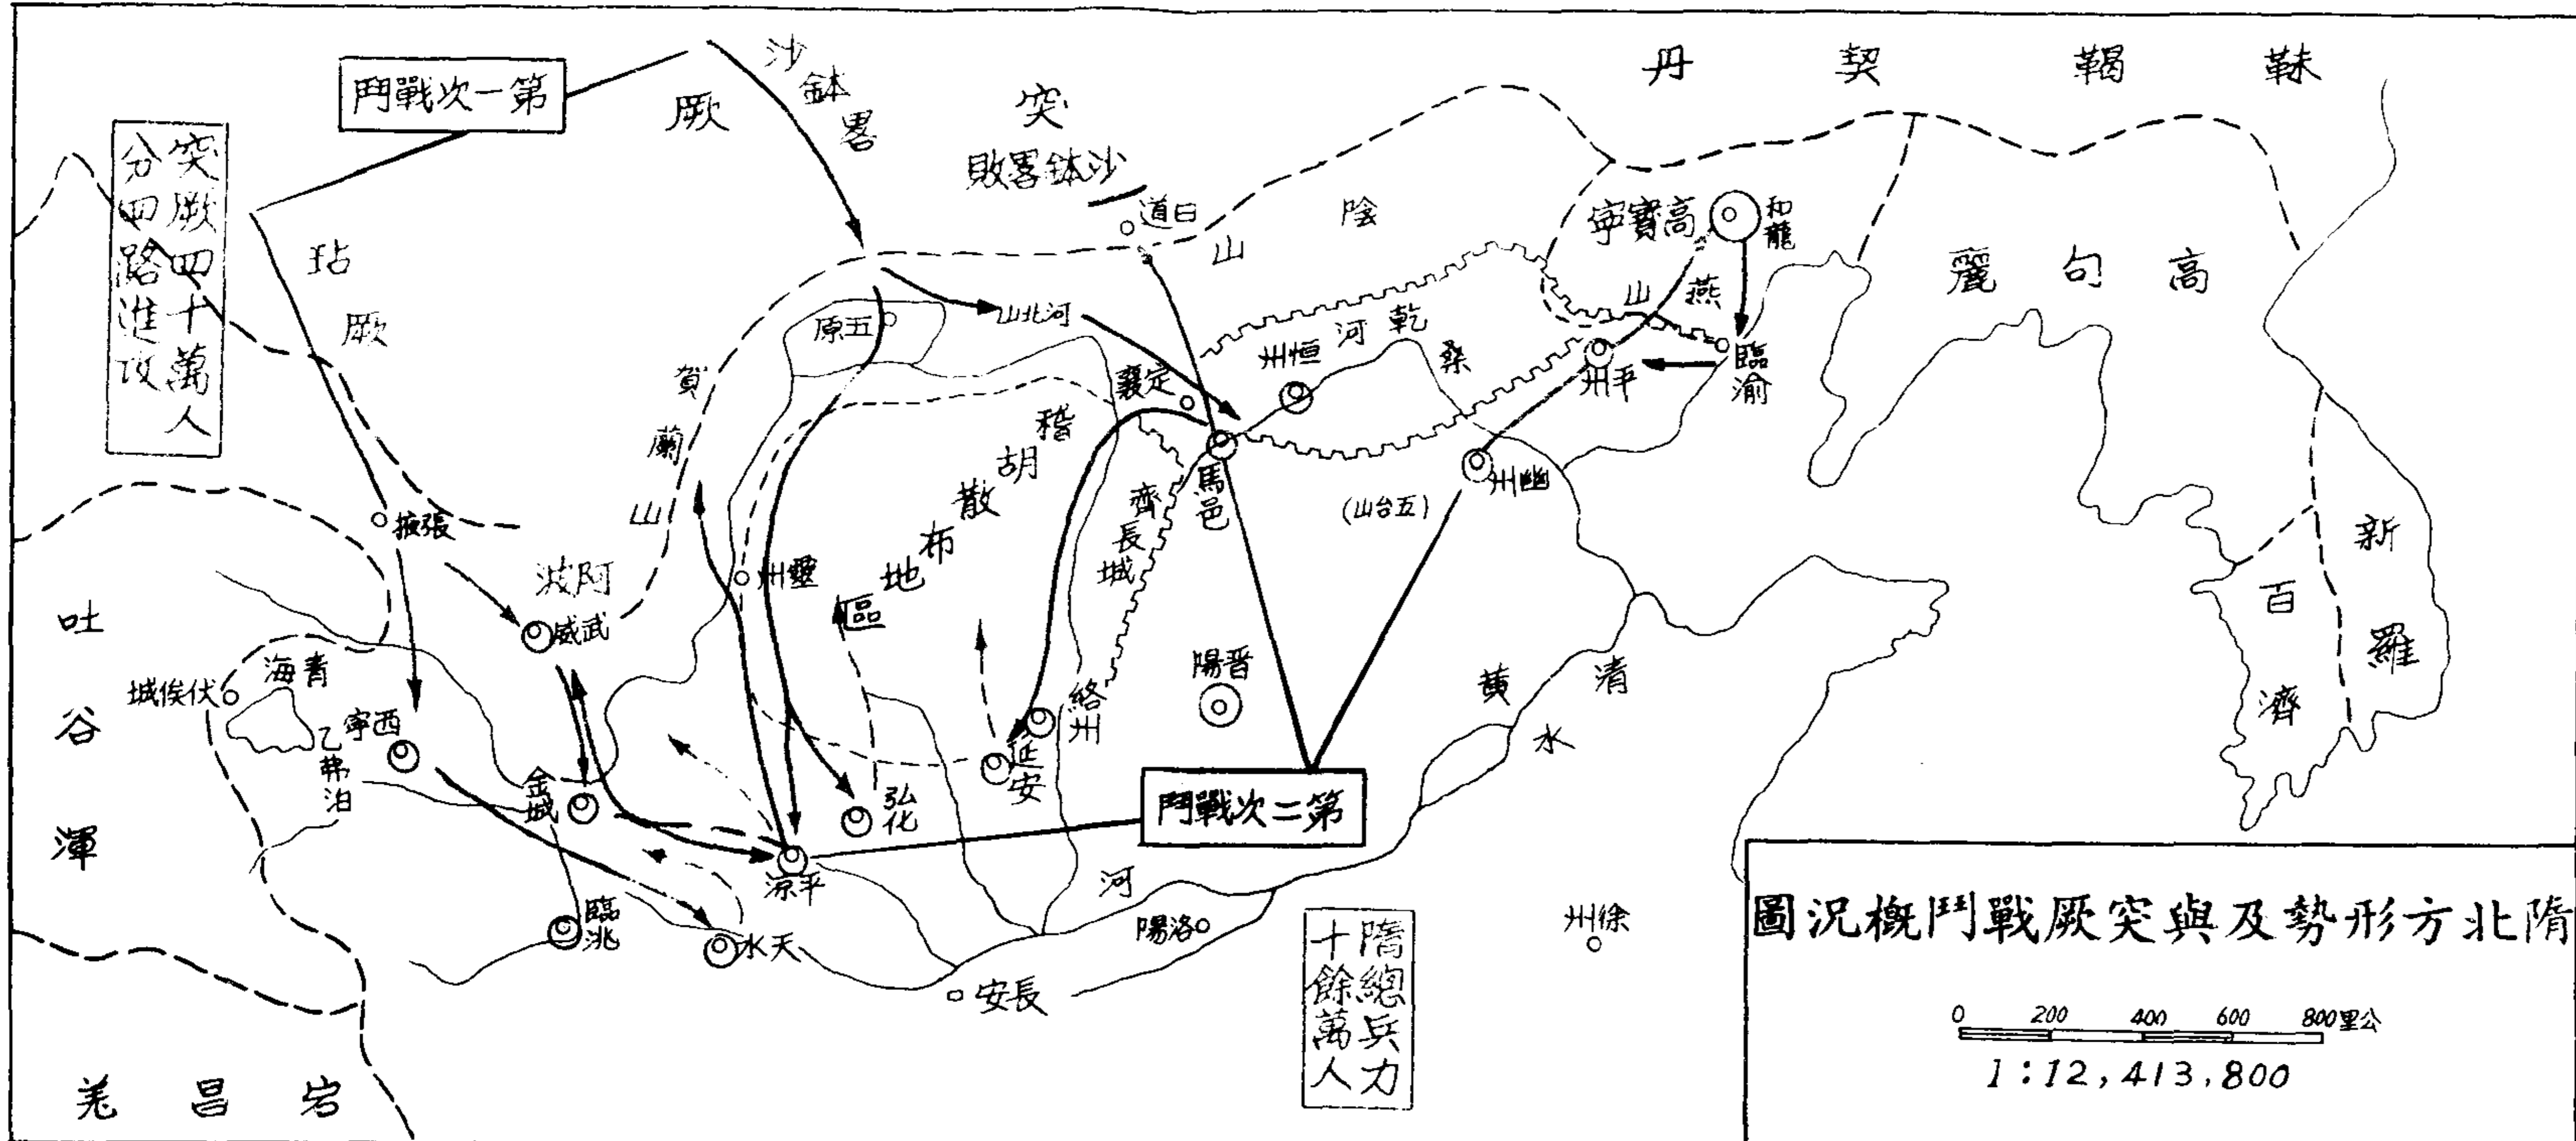 隋北方形勢及與突厥戰鬥概況圖
0 200 400 600 800公里
1:12,413,800
第一次戰鬥
突厥四十萬人
分四路進攻
沙鉢畧
突厥
沙鉢畧敗
白道
陰山
靺鞨
契丹
高寶寧
和龍
高句麗
燕山
臨渝
平州
幽州
桑乾河
恒州
定襄
馬邑
齊長城
(五台山)
河北山
五原
賀蘭山
稽胡散布地區
靈州
玷厥
張掖
阿波
武威
吐谷渾
青海
伏俟城
西寧
乙弗泊
金城
臨洮
天水
平涼
弘化
延安
絡州
晉陽
第二次戰鬥
黃河
清水
洛陽
長安
徐州
隋總兵力
十餘萬人
新羅
百濟
宕昌羌